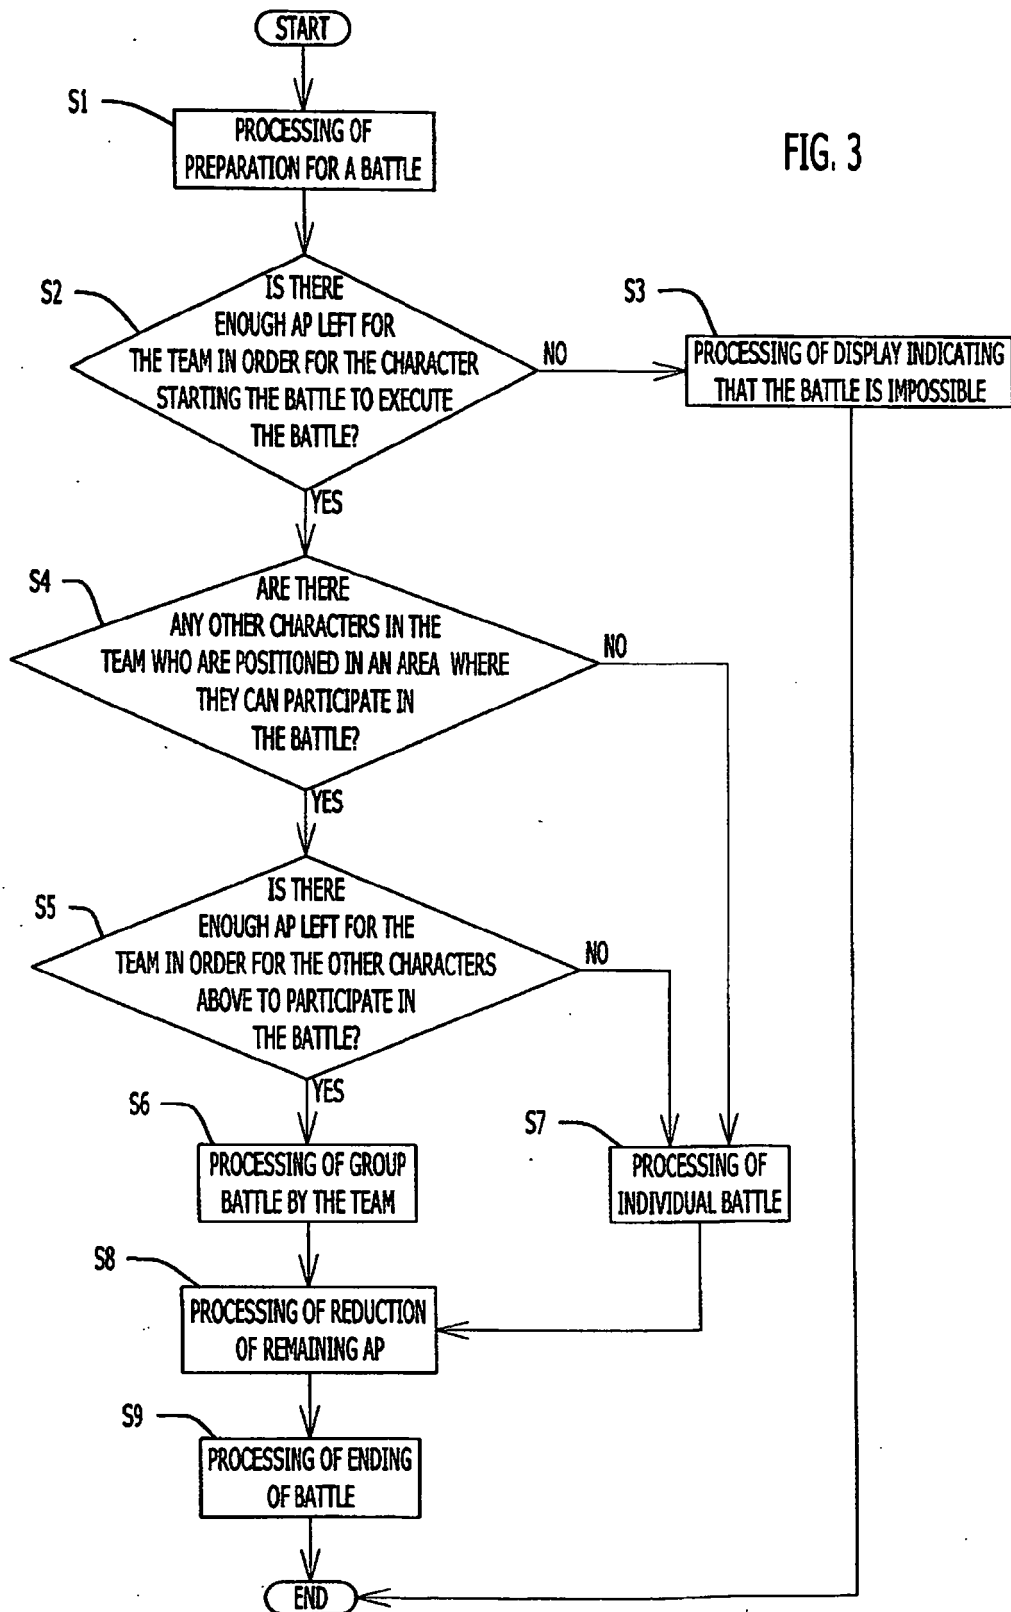 START
S1
PROCESSING OF
PREPARATION FOR A BATTLE
FIG. 3
S2
IS THERE
ENOUGH AP LEFT FOR
THE TEAM IN ORDER FOR THE CHARACTER
STARTING THE BATTLE TO EXECUTE
THE BATTLE?
NO
S3
PROCESSING OF DISPLAY INDICATING
THAT THE BATTLE IS IMPOSSIBLE
YES
S4
ARE THERE
ANY OTHER CHARACTERS IN THE
TEAM WHO ARE POSITIONED IN AN AREA WHERE
THEY CAN PARTICIPATE IN
THE BATTLE?
NO
YES
S5
IS THERE
ENOUGH AP LEFT FOR THE
TEAM IN ORDER FOR THE OTHER CHARACTERS
ABOVE TO PARTICIPATE IN
THE BATTLE?
NO
YES
S6
PROCESSING OF GROUP
BATTLE BY THE TEAM
S7
PROCESSING OF
INDIVIDUAL BATTLE
S8
PROCESSING OF REDUCTION
OF REMAINING AP
S9
PROCESSING OF ENDING
OF BATTLE
END